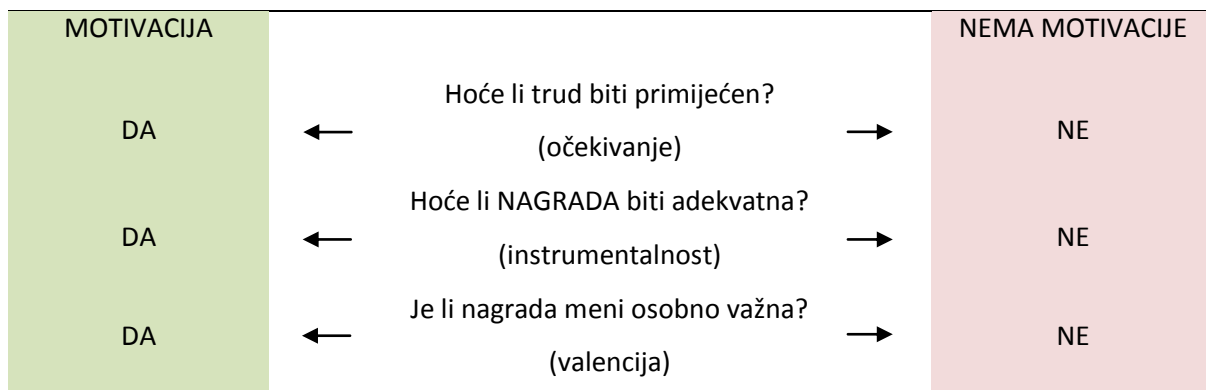 MOTIVACIJA NEMA MOTIVACIJE
Hoće li trud biti primijećen?
DA NE
(očekivanje)
Hoće li NAGRADA biti adekvatna?
DA NE
(instrumentalnost)
Je li nagrada meni osobno važna?
DA NE
(valencija)